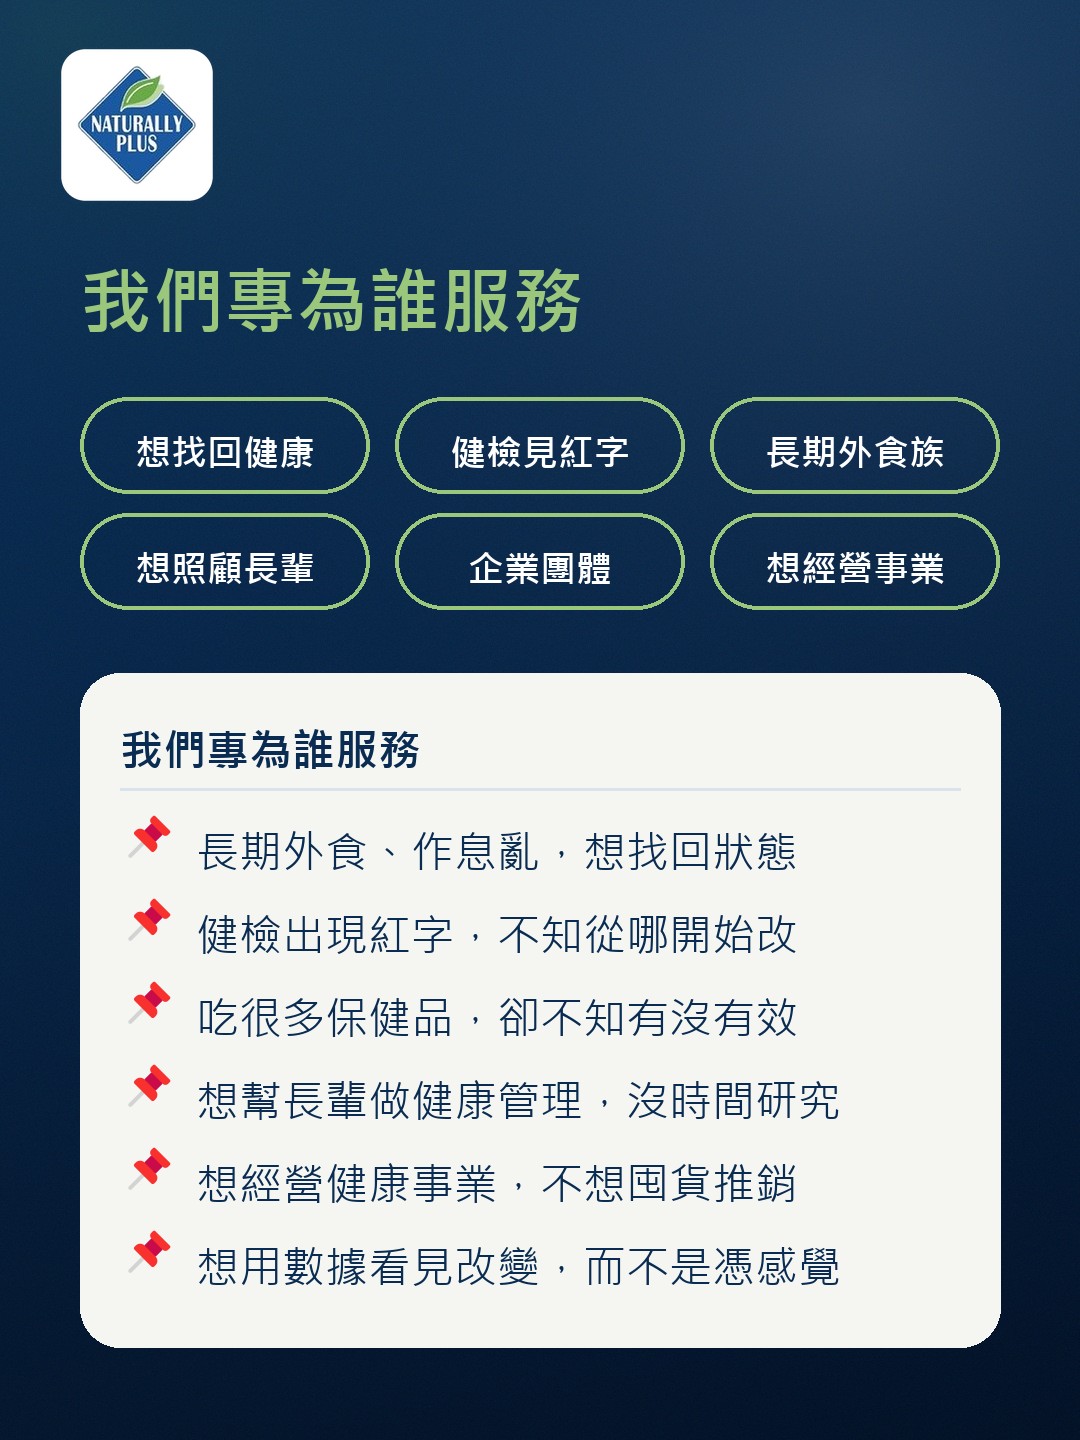 NATURALLY
PLUS
我們專為誰服務
想找回健康
健檢見紅字
長期外食族
想照顧長輩
企業團體
想經營事業
我們專為誰服務
長期外食、作息亂，想找回狀態
健檢出現紅字，不知從哪開始改
吃很多保健品，卻不知有沒有效
想幫長輩做健康管理，沒時間研究
想經營健康事業，不想囤貨推銷
想用數據看見改變，而不是憑感覺